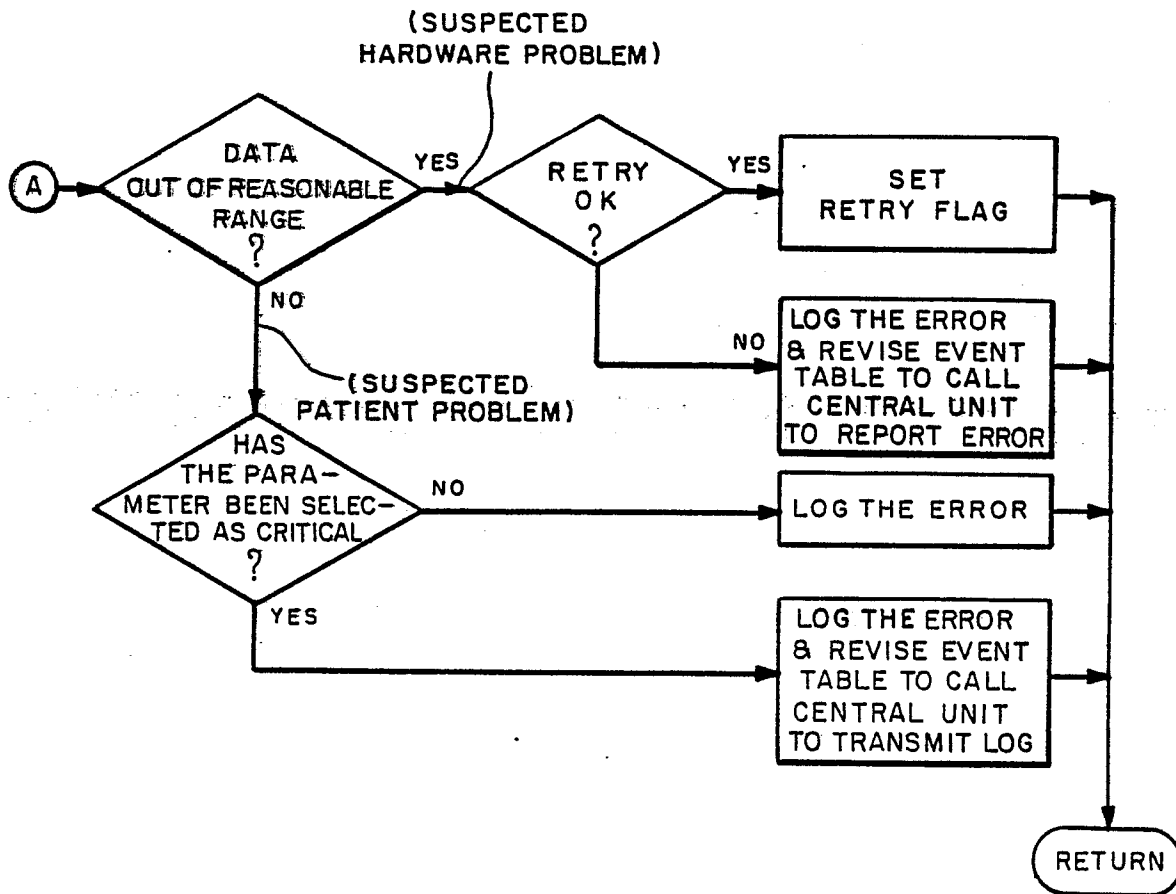 (SUSPECTED
HARDWARE PROBLEM)
A
DATA
OUT OF REASONABLE
RANGE
?
YES
RETRY
OK
?
YES
SET
RETRY FLAG
NO
NO
LOG THE ERROR
& REVISE EVENT
TABLE TO CALL
CENTRAL UNIT
TO REPORT ERROR
(SUSPECTED
PATIENT PROBLEM)
HAS
THE PARA-
METER BEEN SELEC-
TED AS CRITICAL
?
NO
LOG THE ERROR
YES
LOG THE ERROR
& REVISE EVENT
TABLE TO CALL
CENTRAL UNIT
TO TRANSMIT LOG
RETURN